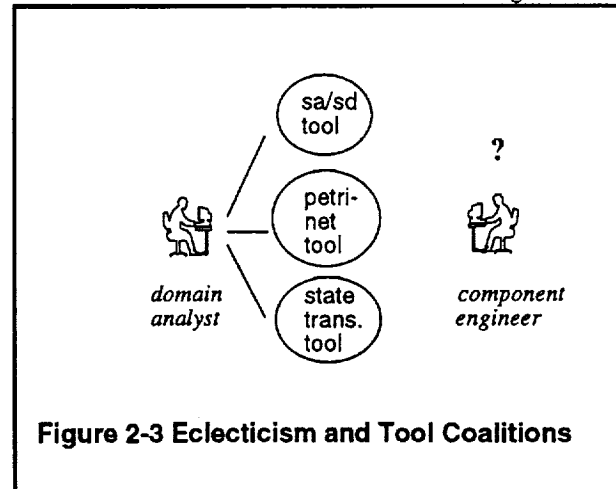 sa/sd
tool
?
petri-
net
tool
domain
analyst
state
trans.
tool
component
engineer
Figure 2-3 Eclecticism and Tool Coalitions